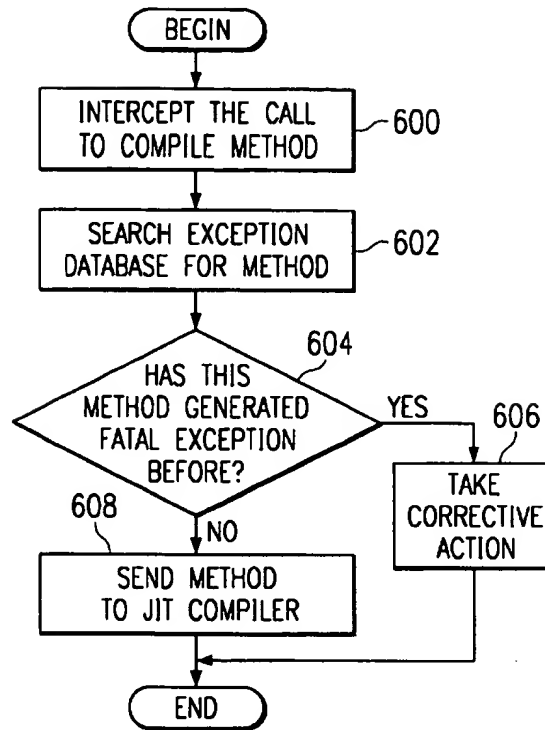 BEGIN
INTERCEPT THE CALL
TO COMPILE METHOD
600
SEARCH EXCEPTION
DATABASE FOR METHOD
602
604
HAS THIS
METHOD GENERATED
FATAL EXCEPTION
BEFORE?
YES
606
TAKE
CORRECTIVE
ACTION
608
NO
SEND METHOD
TO JIT COMPILER
END